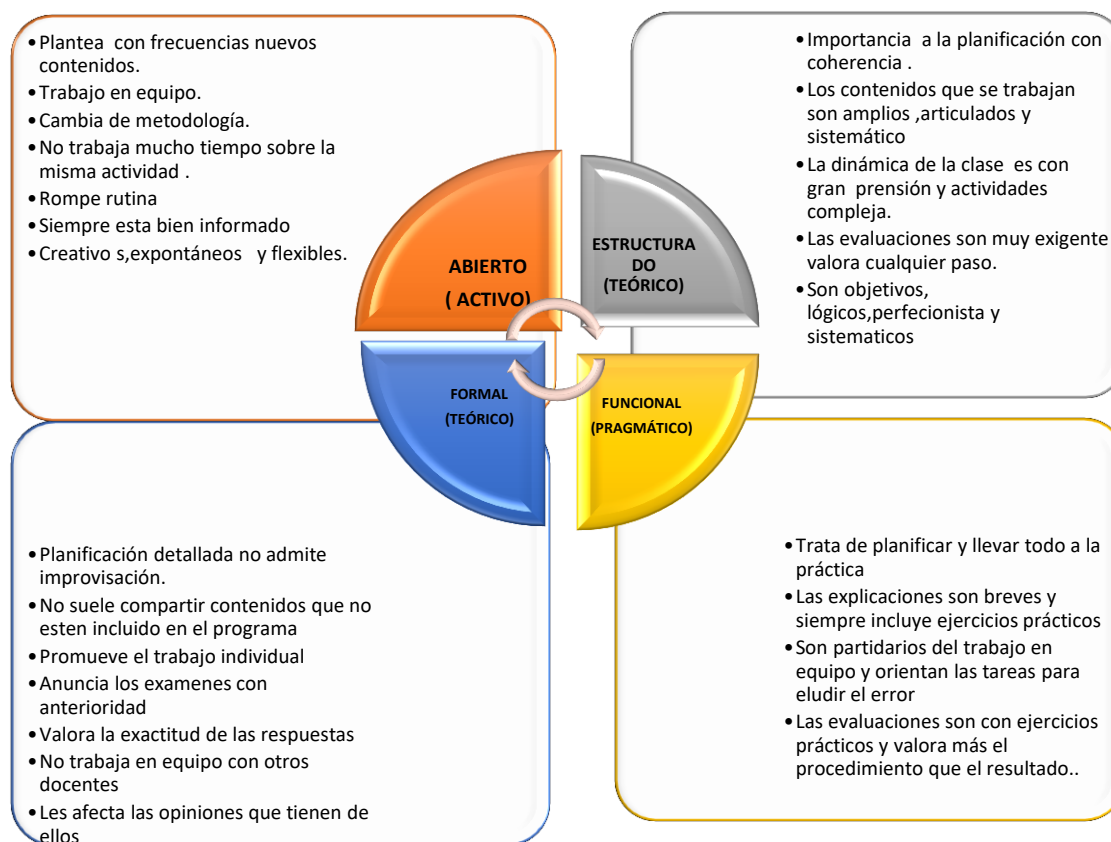 •Plantea con frecuencias nuevos
contenidos.
•Trabajo en equipo.
•Cambia de metodología.
•No trabaja mucho tiempo sobre la
misma actividad .
•Rompe rutina
•Siempre esta bien informado
•Creativo s,expontáneos y flexibles.
•Importancia a la planificación con
coherencia .
•Los contenidos que se trabajan
son amplios ,articulados y
sistemático
•La dinámica de la clase es con
gran prensión y actividades
compleja.
•Las evaluaciones son muy exigente
valora cualquier paso.
•Son objetivos,
lógicos,perfecionista y
sistematicos
ABIERTO
( ACTIVO)
ESTRUCTURA
DO
(TEÓRICO)
FORMAL
(TEÓRICO)
FUNCIONAL
(PRAGMÁTICO)
•Planificación detallada no admite
improvisación.
•No suele compartir contenidos que no
esten incluido en el programa
•Promueve el trabajo individual
•Anuncia los examenes con
anterioridad
•Valora la exactitud de las respuestas
•No trabaja en equipo con otros
docentes
•Les afecta las opiniones que tienen de
ellos
•Trata de planificar y llevar todo a la
práctica
•Las explicaciones son breves y
siempre incluye ejercicios prácticos
•Son partidarios del trabajo en
equipo y orientan las tareas para
eludir el error
•Las evaluaciones son con ejercicios
prácticos y valora más el
procedimiento que el resultado..